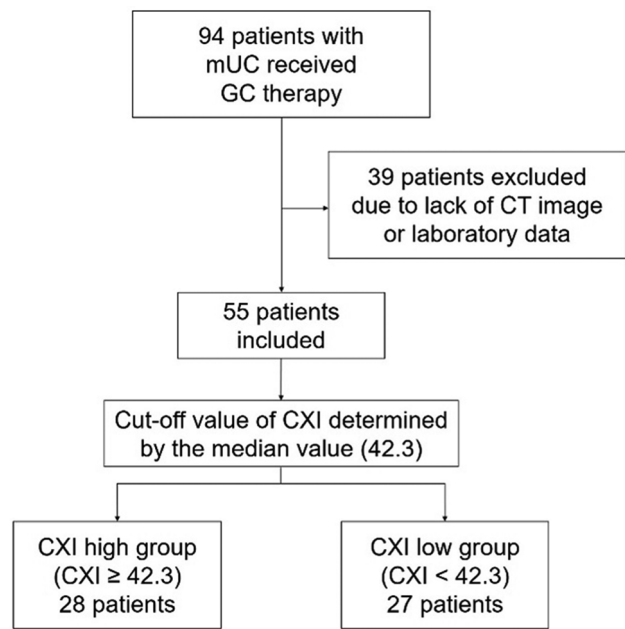 94 patients with
mUC received
GC therapy
39 patients excluded
due to lack of CT image
or laboratory data
55 patients
included
Cut-off value of CXI determined
by the median value (42.3)
CXI high group
(CXI ≥ 42.3)
28 patients
CXI low group
(CXI < 42.3)
27 patients